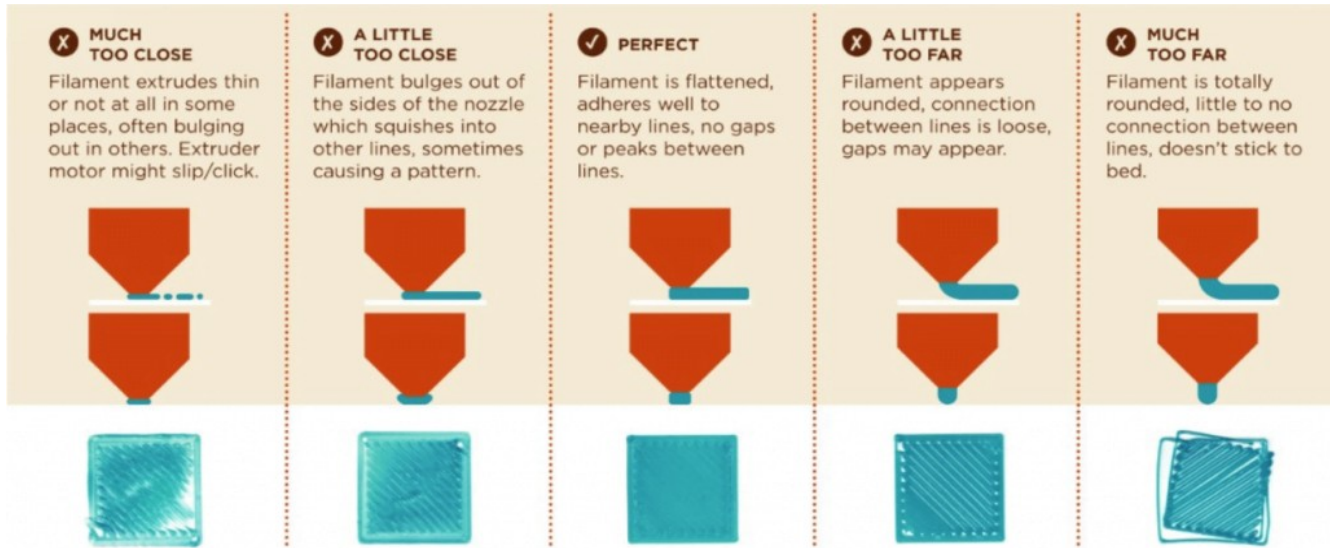 MUCH
TOO CLOSE
Filament extrudes thin
or not at all in some
places, often bulging
out in others. Extruder
motor might slip/click.
A LITTLE
TOO CLOSE
Filament bulges out of
the sides of the nozzle
which squishes into
other lines, sometimes
causing a pattern.
PERFECT
Filament is flattened,
adheres well to
nearby lines, no gaps
or peaks between
lines.
A LITTLE
TOO FAR
Filament appears
rounded, connection
between lines is loose,
gaps may appear.
MUCH
TOO FAR
Filament is totally
rounded, little to no
connection between
lines, doesn't stick to
bed.